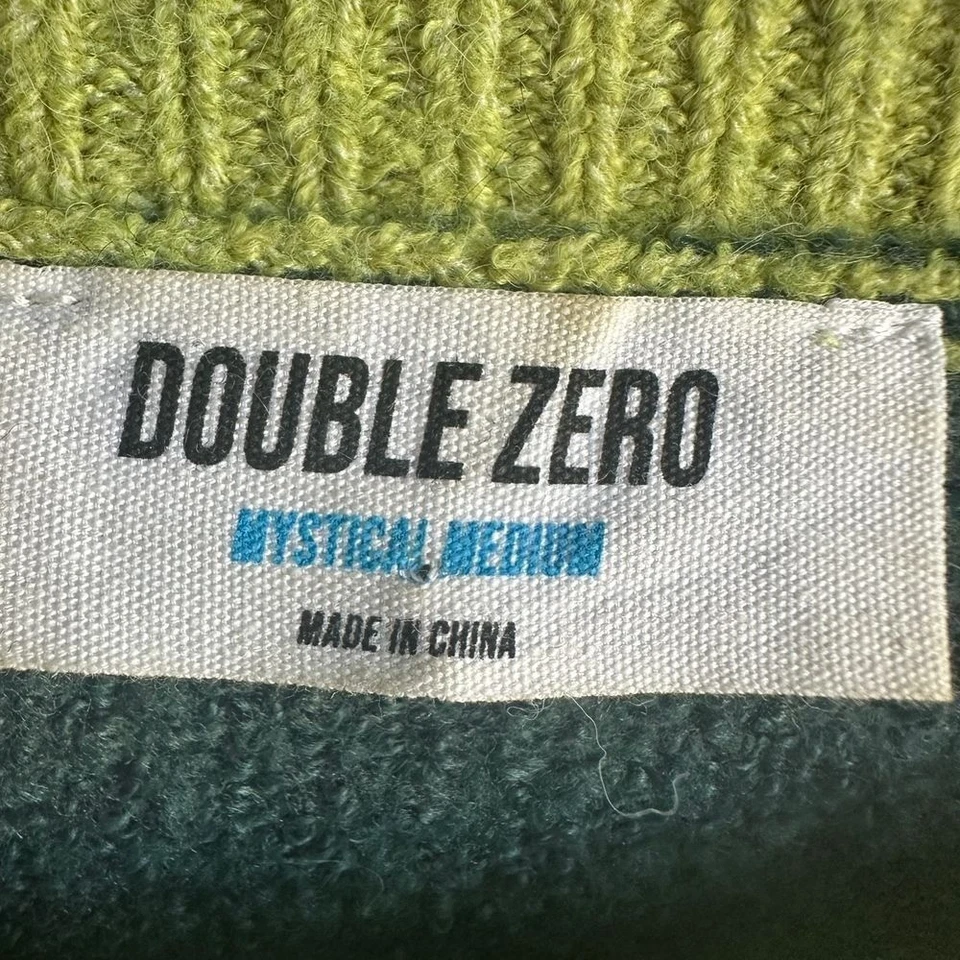 DOUBLE ZERO
MYSTICAL MEDIUM
MADE IN CHINA